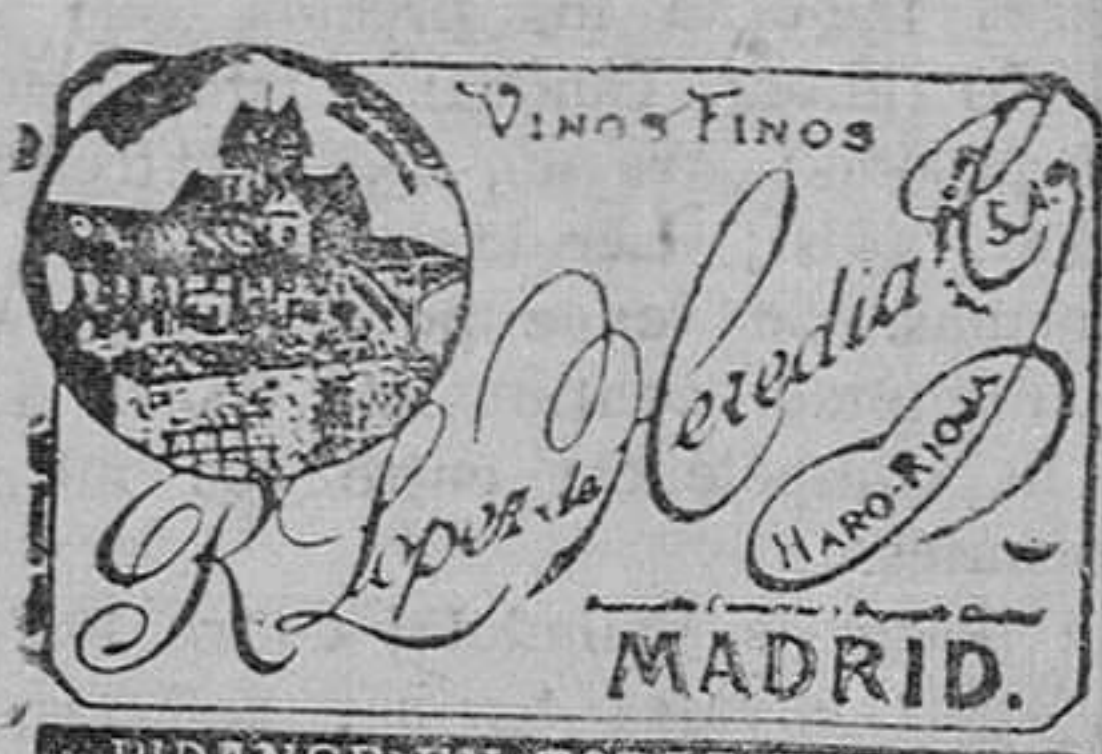 VINOS FINOS
R. Lopez de Heredia
S.A.
HARO-RIOJA
MADRID.